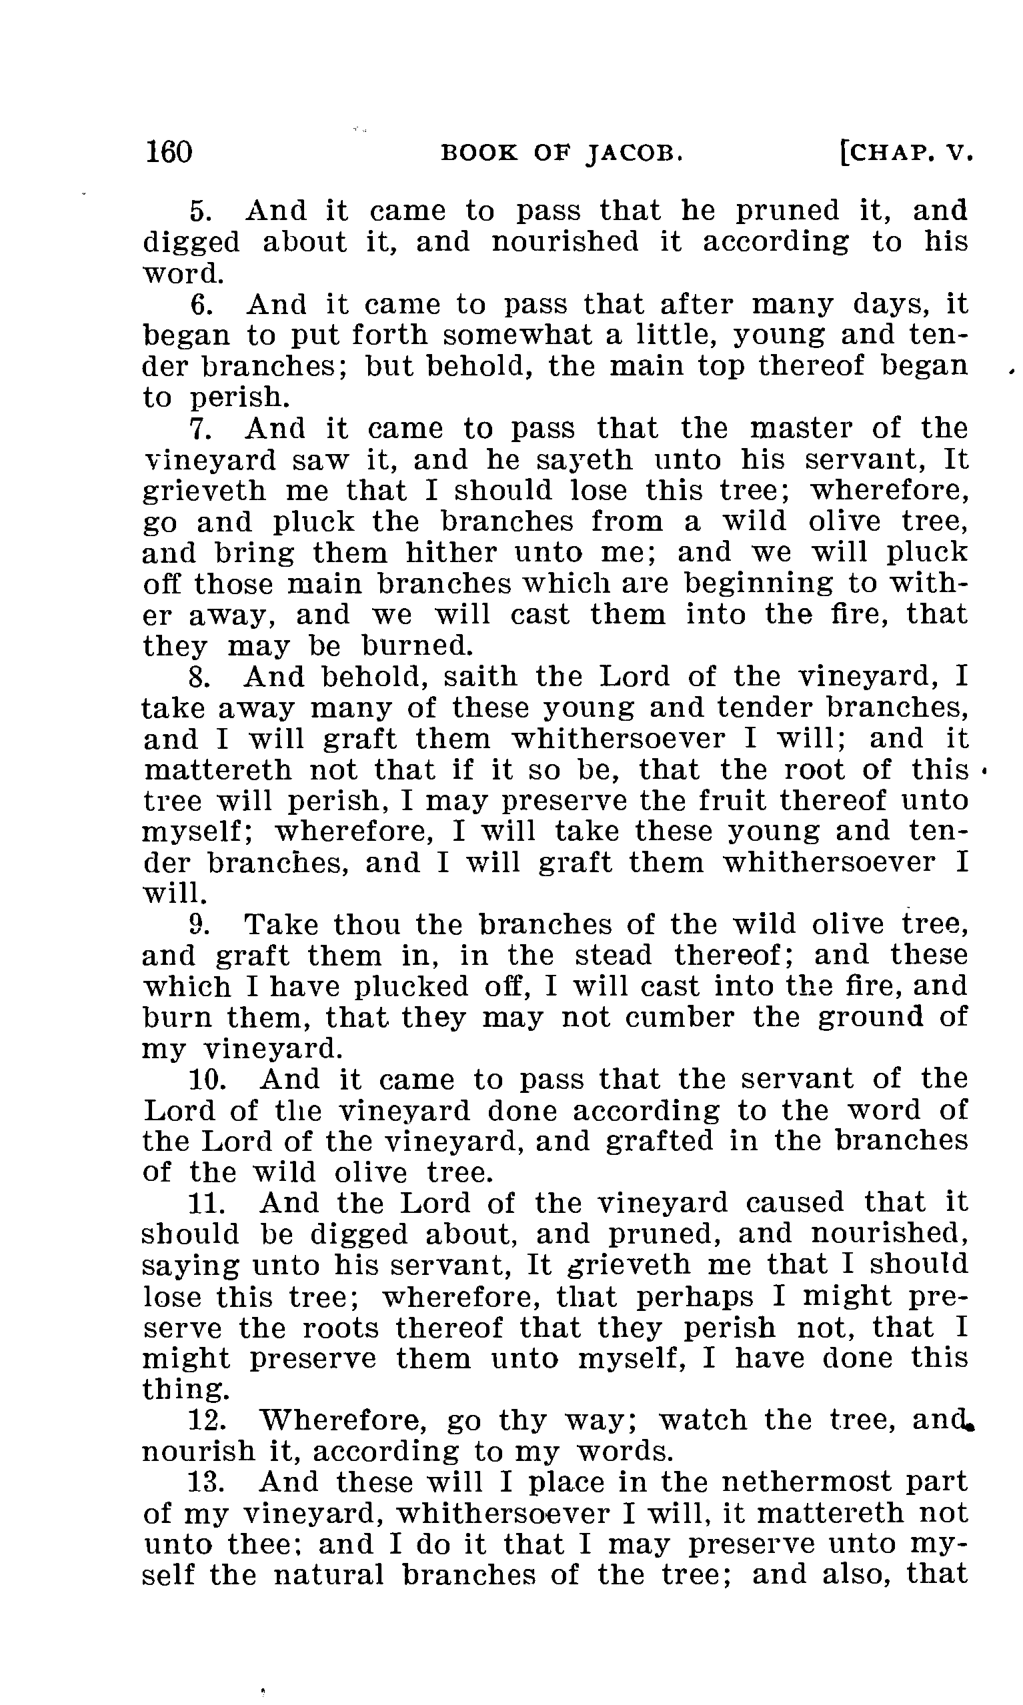 160 BOOK OF JACOB. [CHAP. V.
5. And it came to pass that he pruned it, and
digged about it, and nourished it according to his
word.
6. And it came to pass that after many days, it
began to put forth somewhat a little, young and ten-
der branches; but behold, the main top thereof began
to perish.
7. And it came to pass that the master of the
vineyard saw it, and he sayeth unto his servant, It
grieveth me that I should lose this tree; wherefore,
go and pluck the branches from a wild olive tree,
and bring them hither unto me; and we will pluck
off those main branches which are beginning to with-
er away, and we will cast them into the fire, that
they may be burned.
8. And behold, saith the Lord of the vineyard, I
take away many of these young and tender branches,
and I will graft them whithersoever I will; and it
mattereth not that if it so be, that the root of this
tree will perish, I may preserve the fruit thereof unto
myself; wherefore, I will take these young and ten-
der branches, and I will graft them whithersoever I
will.
9. Take thou the branches of the wild olive tree,
and graft them in, in the stead thereof; and these
which I have plucked off, I will cast into the fire, and
burn them, that they may not cumber the ground of
my vineyard.
10. And it came to pass that the servant of the
Lord of the vineyard done according to the word of
the Lord of the vineyard, and grafted in the branches
of the wild olive tree.
11. And the Lord of the vineyard caused that it
should be digged about, and pruned, and nourished,
saying unto his servant, It grieveth me that I should
lose this tree; wherefore, that perhaps I might pre-
serve the roots thereof that they perish not, that I
might preserve them unto myself, I have done this
thing.
12. Wherefore, go thy way; watch the tree, and
nourish it, according to my words.
13. And these will I place in the nethermost part
of my vineyard, whithersoever I will, it mattereth not
unto thee; and I do it that I may preserve unto my-
self the natural branches of the tree; and also, that